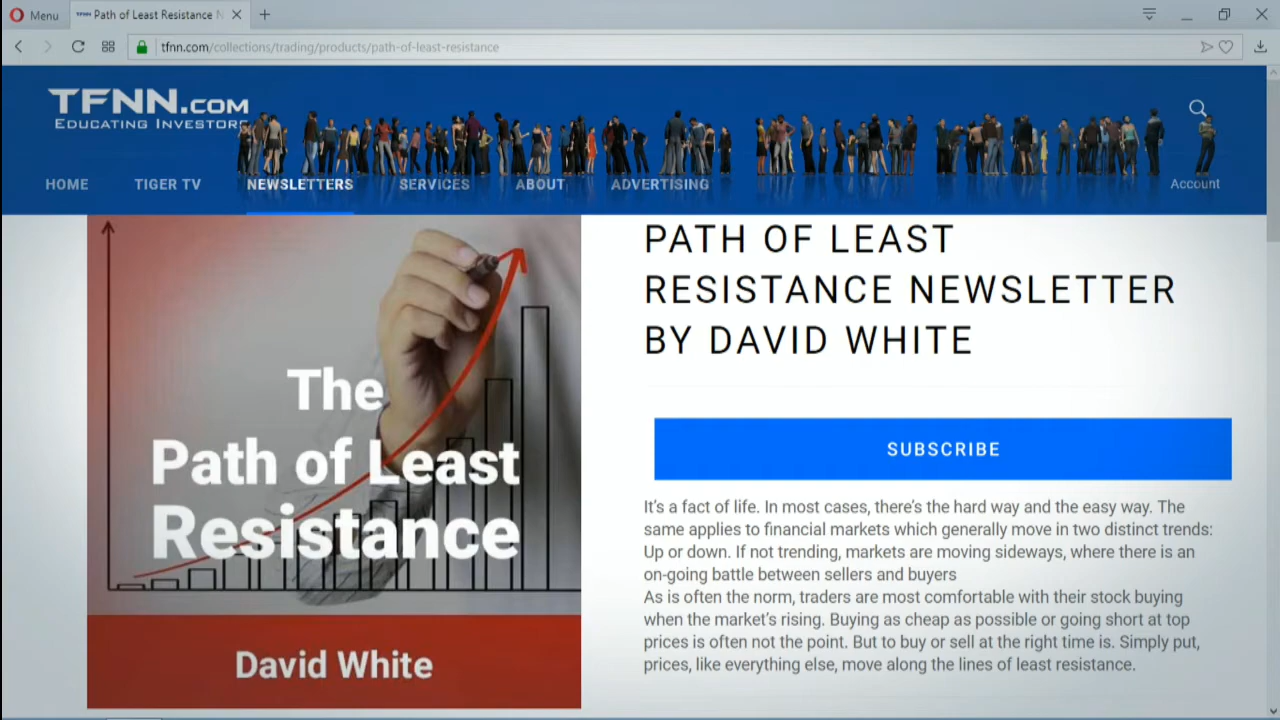 Menu
Path of Least Resistance N
tfnn.com/collections/trading/products/path-of-least-resistance
TFNN.COM
EDUCATING INVESTORS
HOME
TIGER TV
NEWSLETTERS
SERVICES
ABOUT
ADVERTISING
Account
The
Path of Least
Resistance
David White
PATH OF LEAST
RESISTANCE NEWSLETTER
BY DAVID WHITE
SUBSCRIBE
It's a fact of life. In most cases, there's the hard way and the easy way. The
same applies to financial markets which generally move in two distinct trends:
Up or down. If not trending, markets are moving sideways, where there is an
on-going battle between sellers and buyers
As is often the norm, traders are most comfortable with their stock buying
when the market's rising. Buying as cheap as possible or going short at top
prices is often not the point. But to buy or sell at the right time is. Simply put,
prices, like everything else, move along the lines of least resistance.